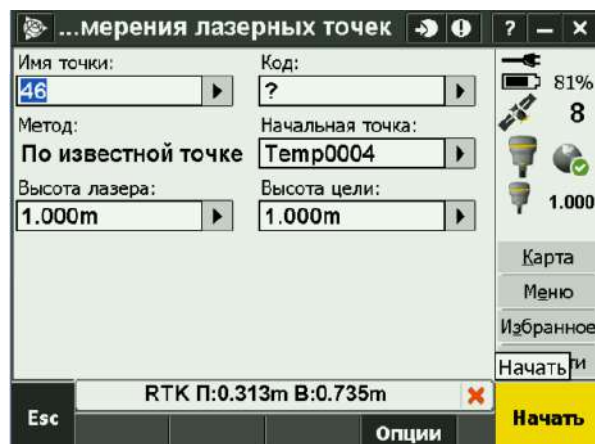 ...мерения лазерных точек ? – ×
Имя точки: Код:
46 ?
81%
8
Метод: Начальная точка:
По известной точке Temp0004
Высота лазера: Высота цели:
1.000m 1.000m
1.000
Карта
Меню
Избранное
Начать ти
RTK П:0.313m В:0.735m
Esc Опции Начать